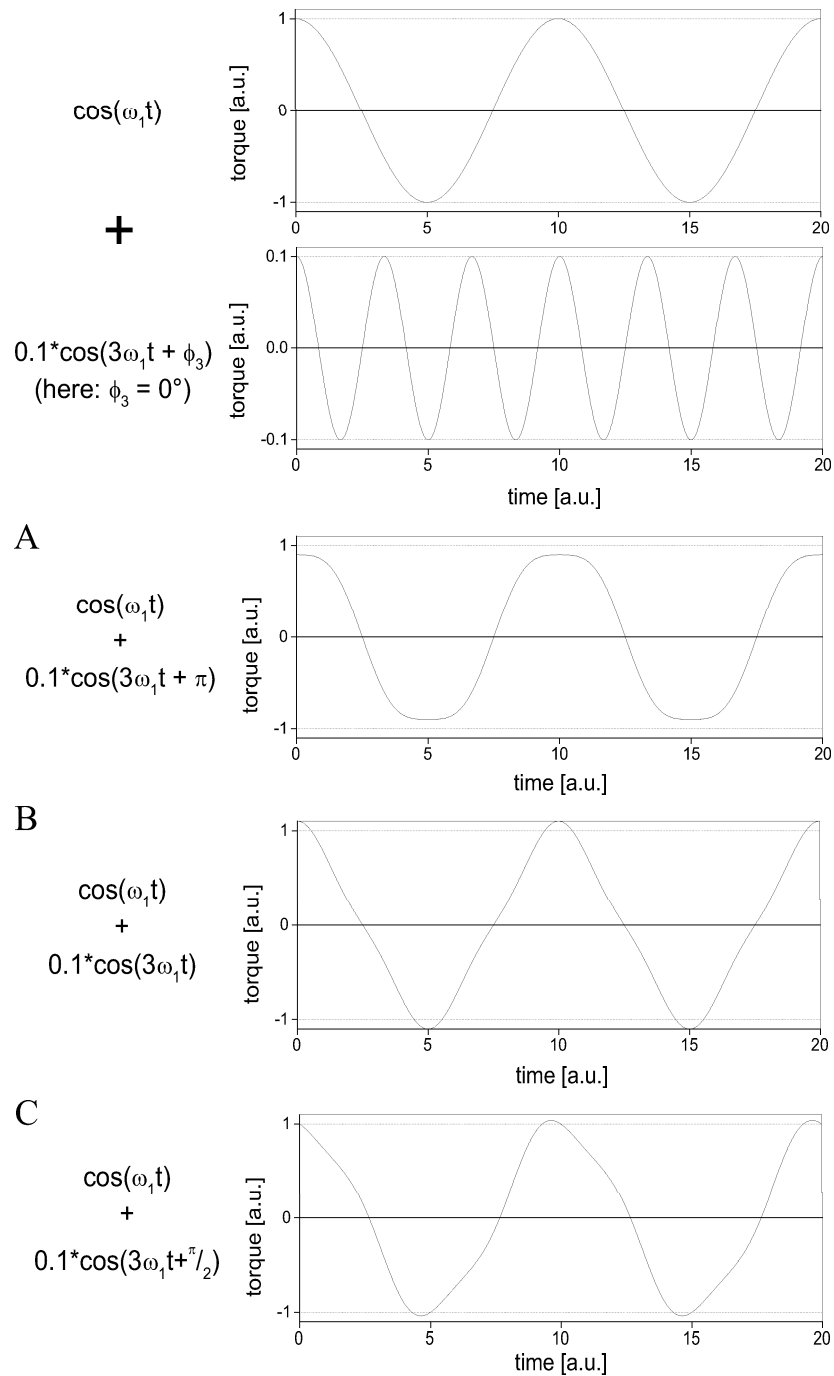 cos(ω₁t)
torque [a.u.]
1
0
-1
0 5 10 15 20
+
0.1*cos(3ω₁t + ϕ₃)
(here: ϕ₃ = 0°)
torque [a.u.]
0.1
0.0
-0.1
0 5 10 15 20
time [a.u.]
A
cos(ω₁t)
+
0.1*cos(3ω₁t + π)
torque [a.u.]
1
0
-1
0 5 10 15 20
time [a.u.]
B
cos(ω₁t)
+
0.1*cos(3ω₁t)
torque [a.u.]
1
0
-1
0 5 10 15 20
time [a.u.]
C
cos(ω₁t)
+
0.1*cos(3ω₁t+π/2)
torque [a.u.]
1
0
-1
0 5 10 15 20
time [a.u.]